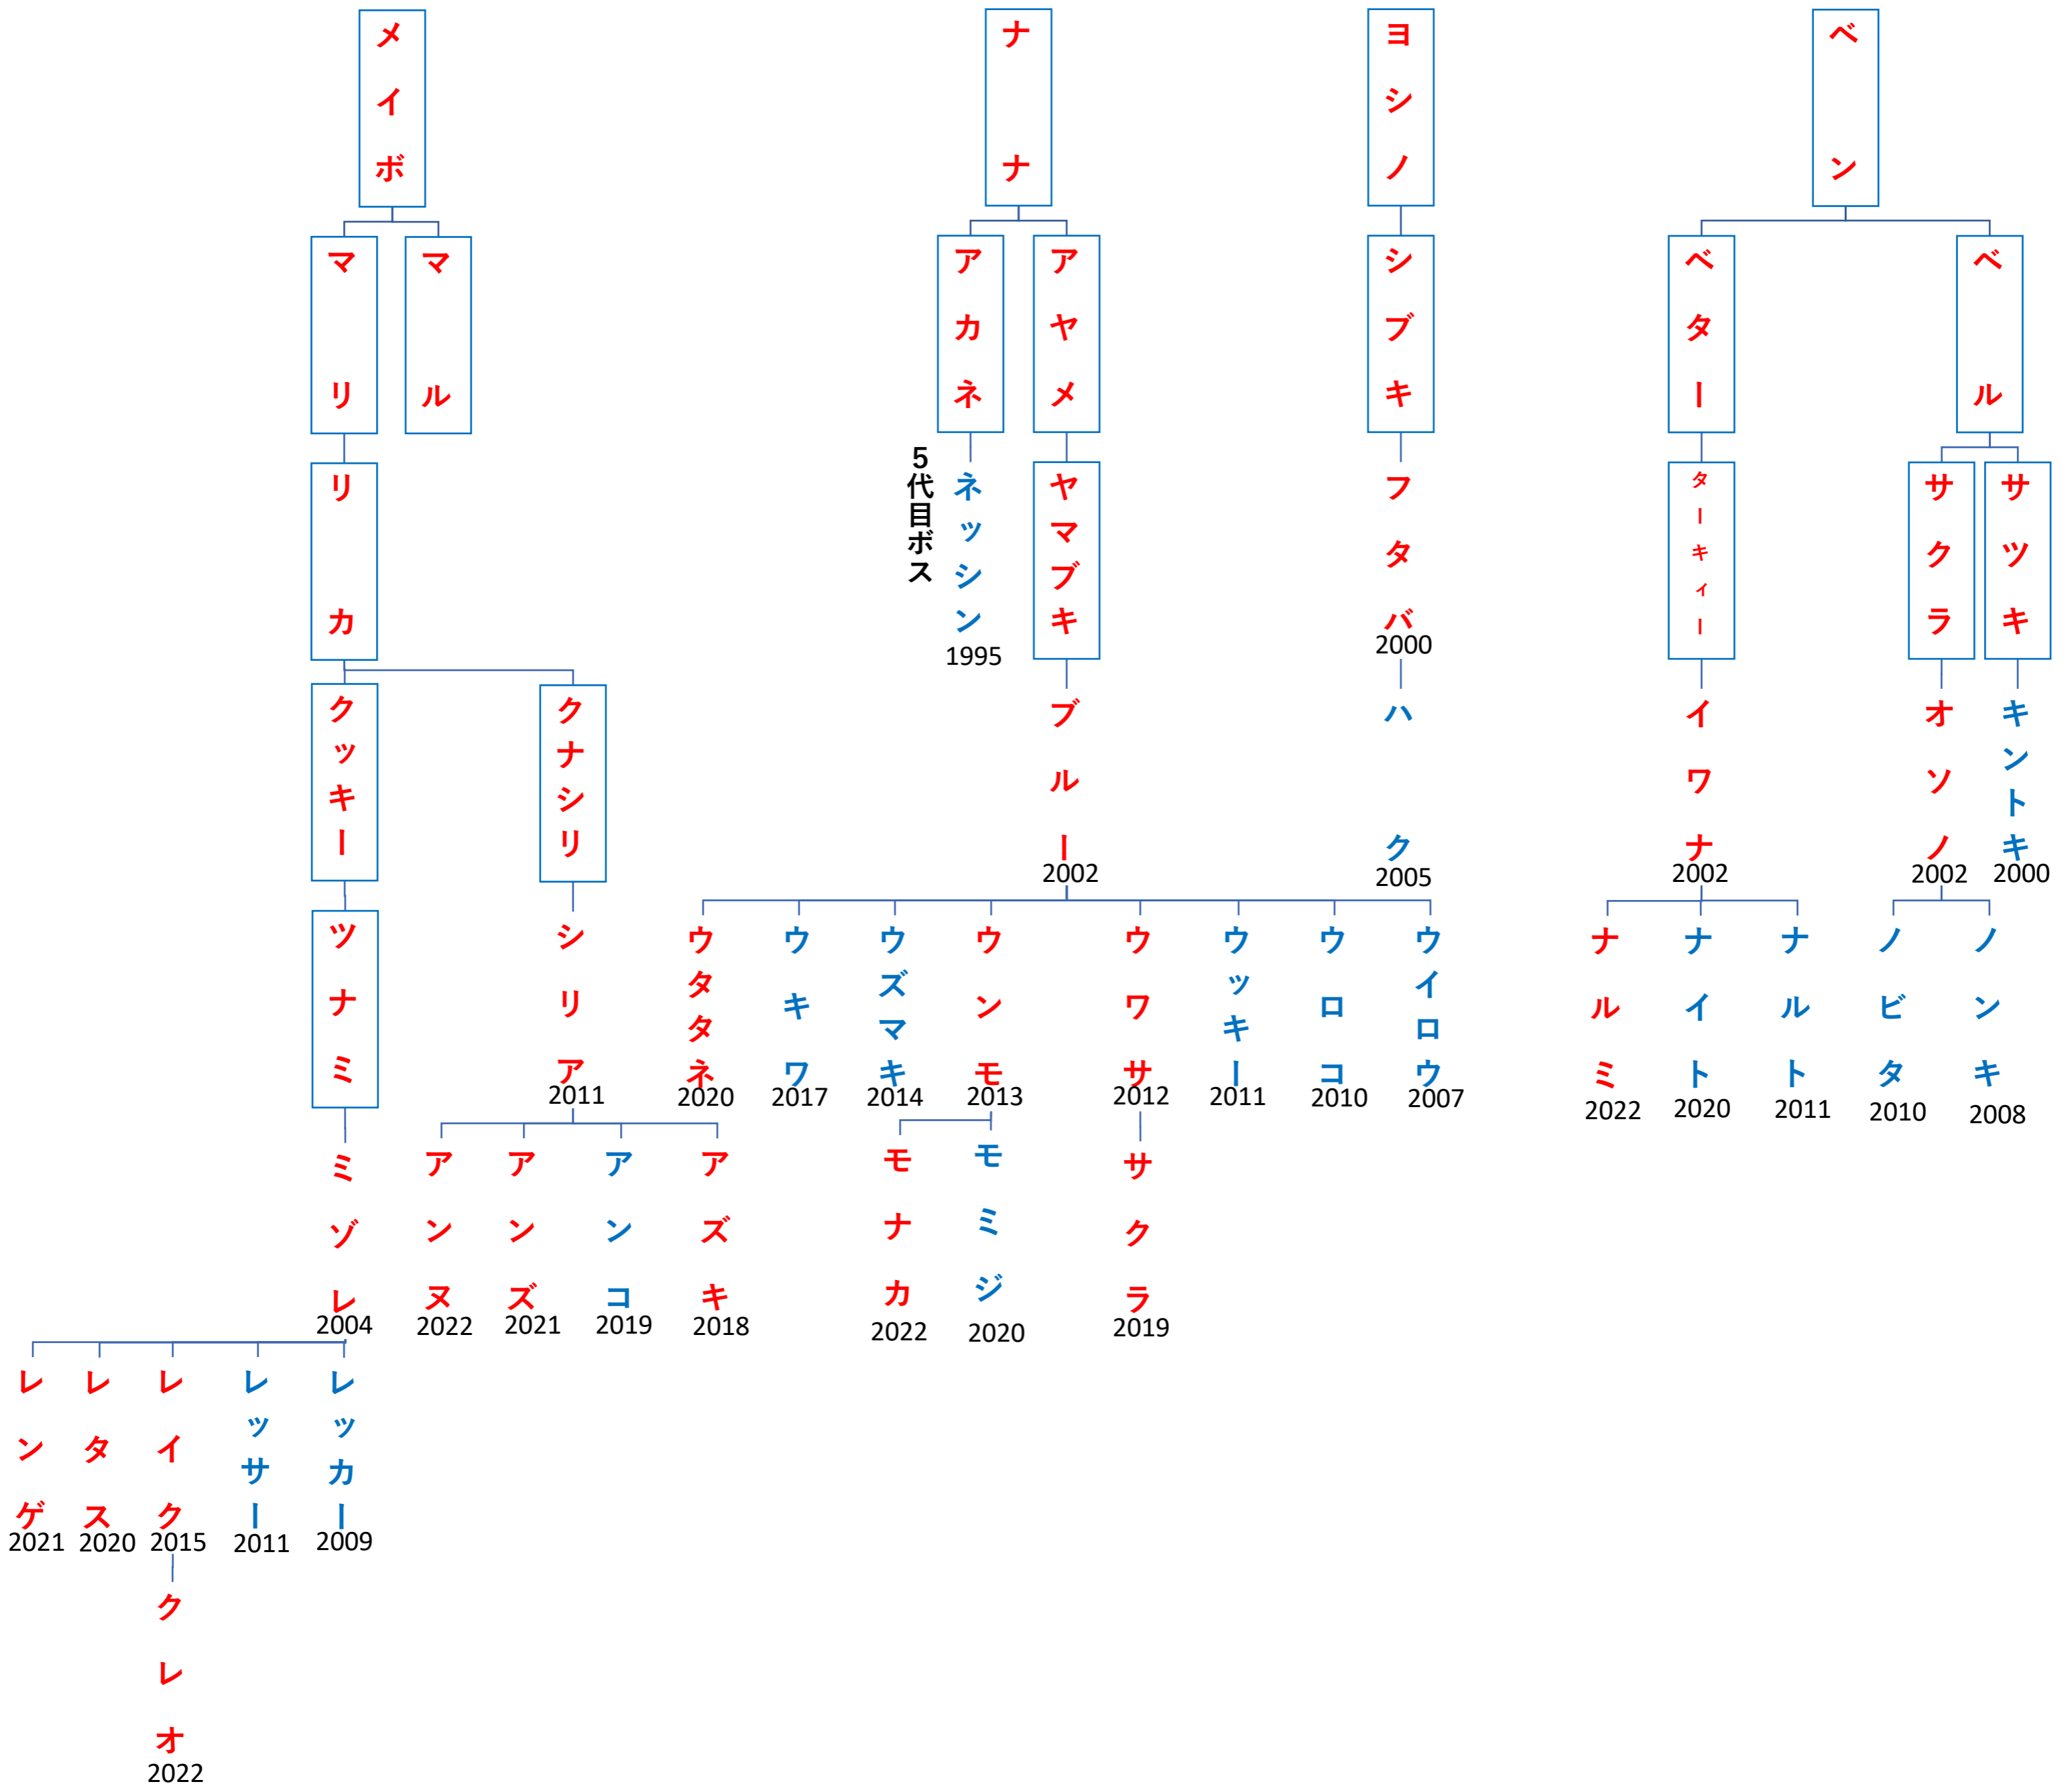 メイボ
ナナ
ヨシノ
ベン
マリ
マル
アカネ
アヤメ
シブキ
ベター
ベル
リカ
5代目ボス
ネッシン
1995
ヤマブキ
フタバ
2000
ターキィー
サクラ
サツキ
クッキー
クナシリ
ブルー
2002
ハク
2005
イワナ
2002
オソノ
2002
キントキ
2000
ツナミ
シリア
2011
ウタタネ
2020
ウキワ
2017
ウズマキ
2014
ウンモ
2013
ウワサ
2012
ウッキー
2011
ウロコ
2010
ウイロウ
2007
ナルミ
2022
ナイト
2020
ナルト
2011
ノビタ
2010
ノンキ
2008
ミゾレ
2004
アンヌ
2022
アンズ
2021
アンコ
2019
アズキ
2018
モナカ
2022
モミジ
2020
サクラ
2019
レンゲ
2021
レタス
2020
レイク
2015
レッサー
2011
レッカー
2009
クレオ
2022